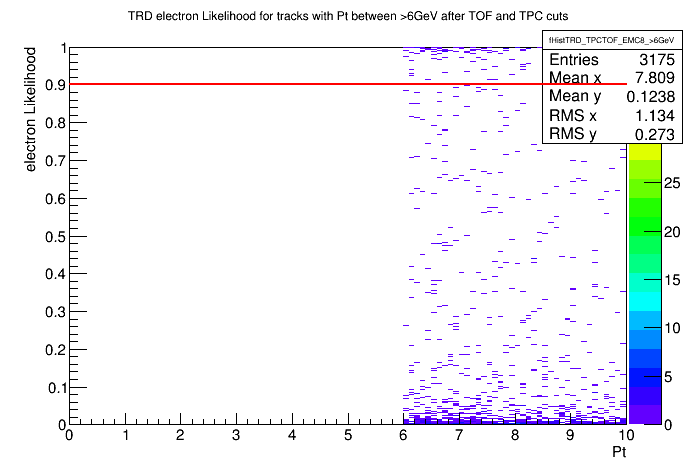 TRD electron Likelihood for tracks with Pt between >6GeV after TOF and TPC cuts
fHistTRD_TPCTOF_EMC8_>6GeV
Entries 3175
Mean x 7.809
Mean y 0.1238
RMS x 1.134
RMS y 0.273
electron Likelihood
1
0.9
0.8
0.7
0.6
0.5
0.4
0.3
0.2
0.1
0
0 1 2 3 4 5 6 7 8 9 10
Pt
25
20
15
10
5
0